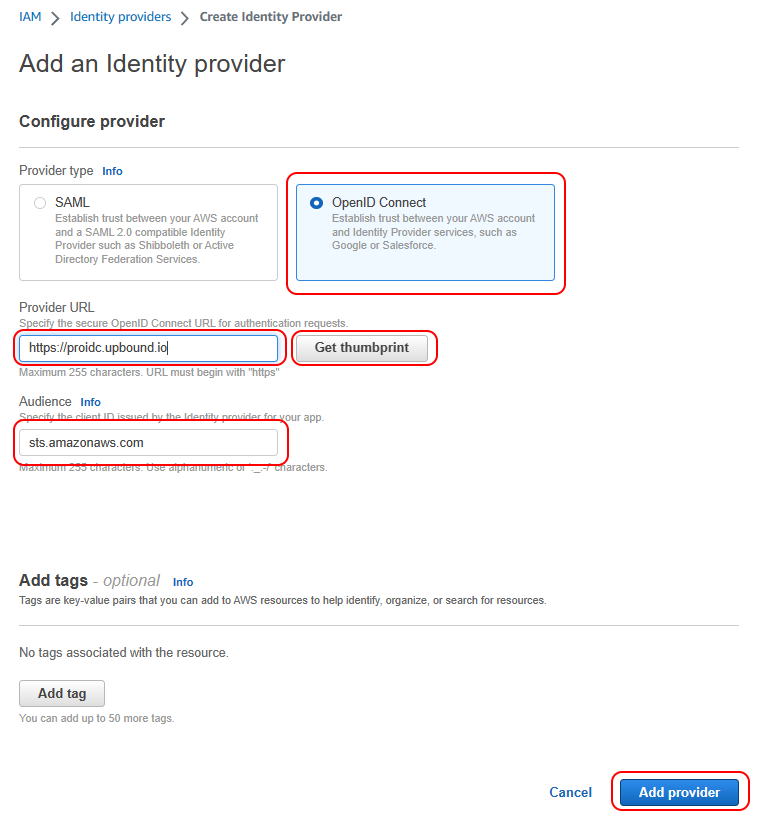 IAM > Identity providers > Create Identity Provider
Add an Identity provider
Configure provider
Provider type Info
SAML
Establish trust between your AWS account
and a SAML 2.0 compatible Identity
Provider such as Shibboleth or Active
Directory Federation Services.
OpenID Connect
Establish trust between your AWS account
and Identity Provider services, such as
Google or Salesforce.
Provider URL
Specify the secure OpenID Connect URL for authentication requests.
https://proidc.upbound.io
Get thumbprint
Maximum 255 characters. URL must begin with "https"
Audience Info
Specify the client ID issued by the Identity provider for your app.
sts.amazonaws.com
Maximum 255 characters. Use alphanumeric or ':_.-/' characters.
Add tags - optional Info
Tags are key-value pairs that you can add to AWS resources to help identify, organize, or search for resources.
No tags associated with the resource.
Add tag
You can add up to 50 more tags.
Cancel
Add provider